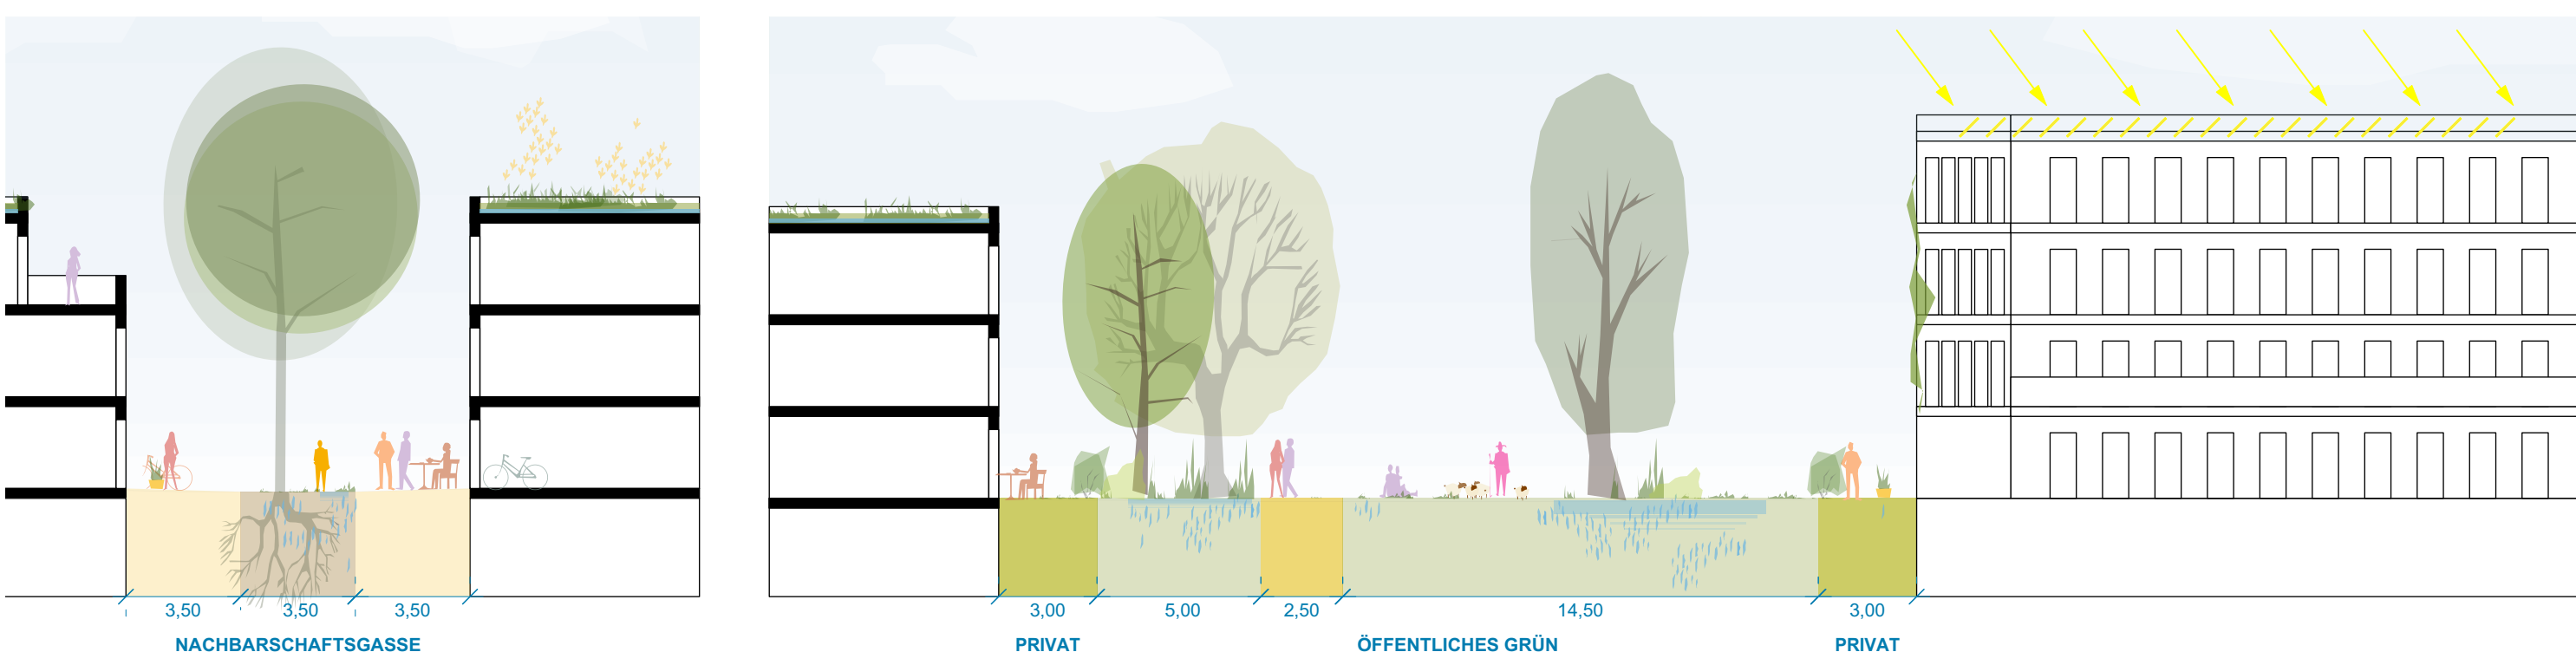 3,50 3,50 3,50
NACHBARSCHAFTSGASSE
3,00 5,00 2,50 14,50 3,00
PRIVAT ÖFFENTLICHES GRÜN PRIVAT